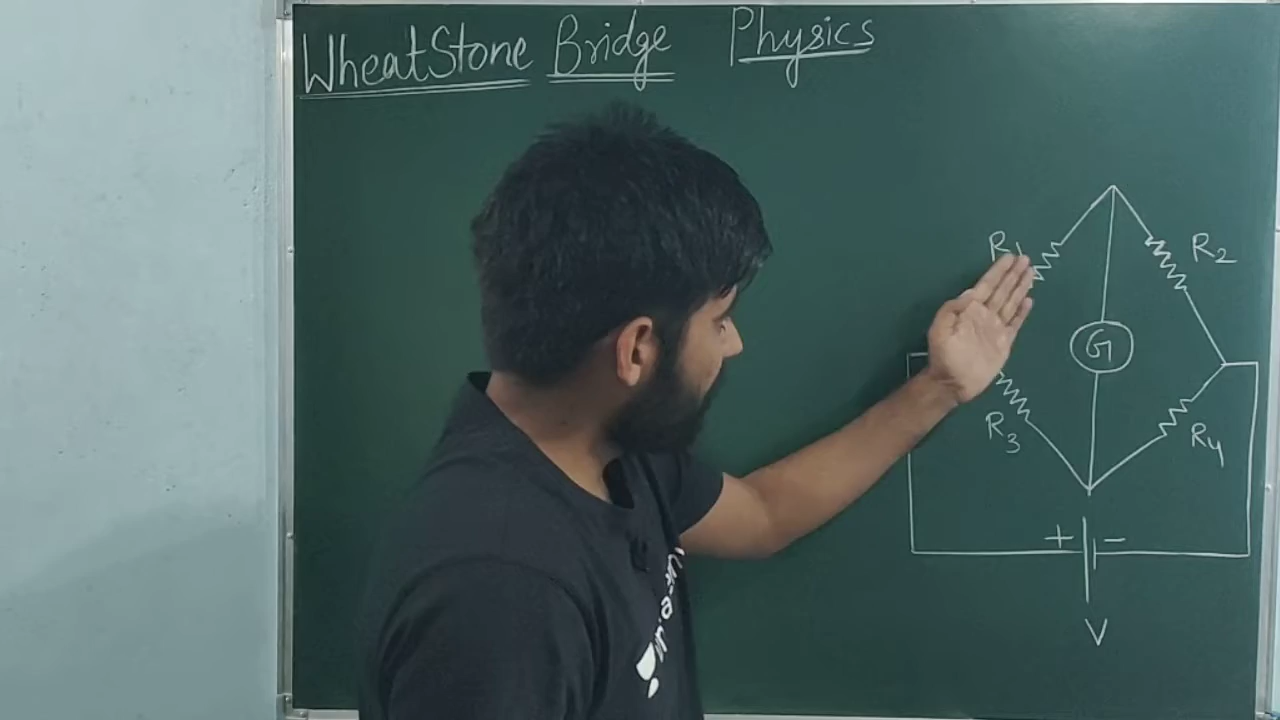 WheatStone Bridge Physics
R1
R2
G
R3
R4
+ -
V